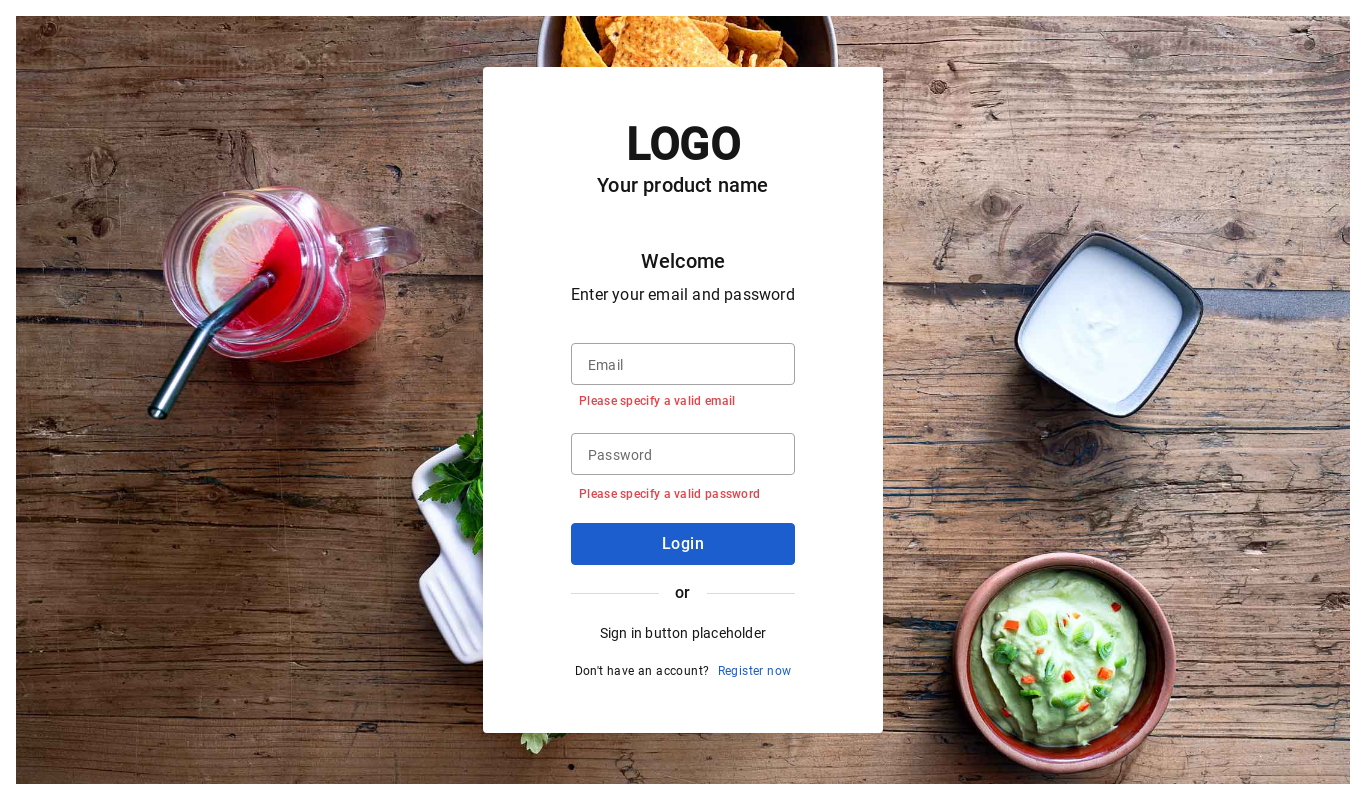 LOGO
Your product name
Welcome
Enter your email and password
Email
Please specify a valid email
Password
Please specify a valid password
Login
or
Sign in button placeholder
Don't have an account? Register now